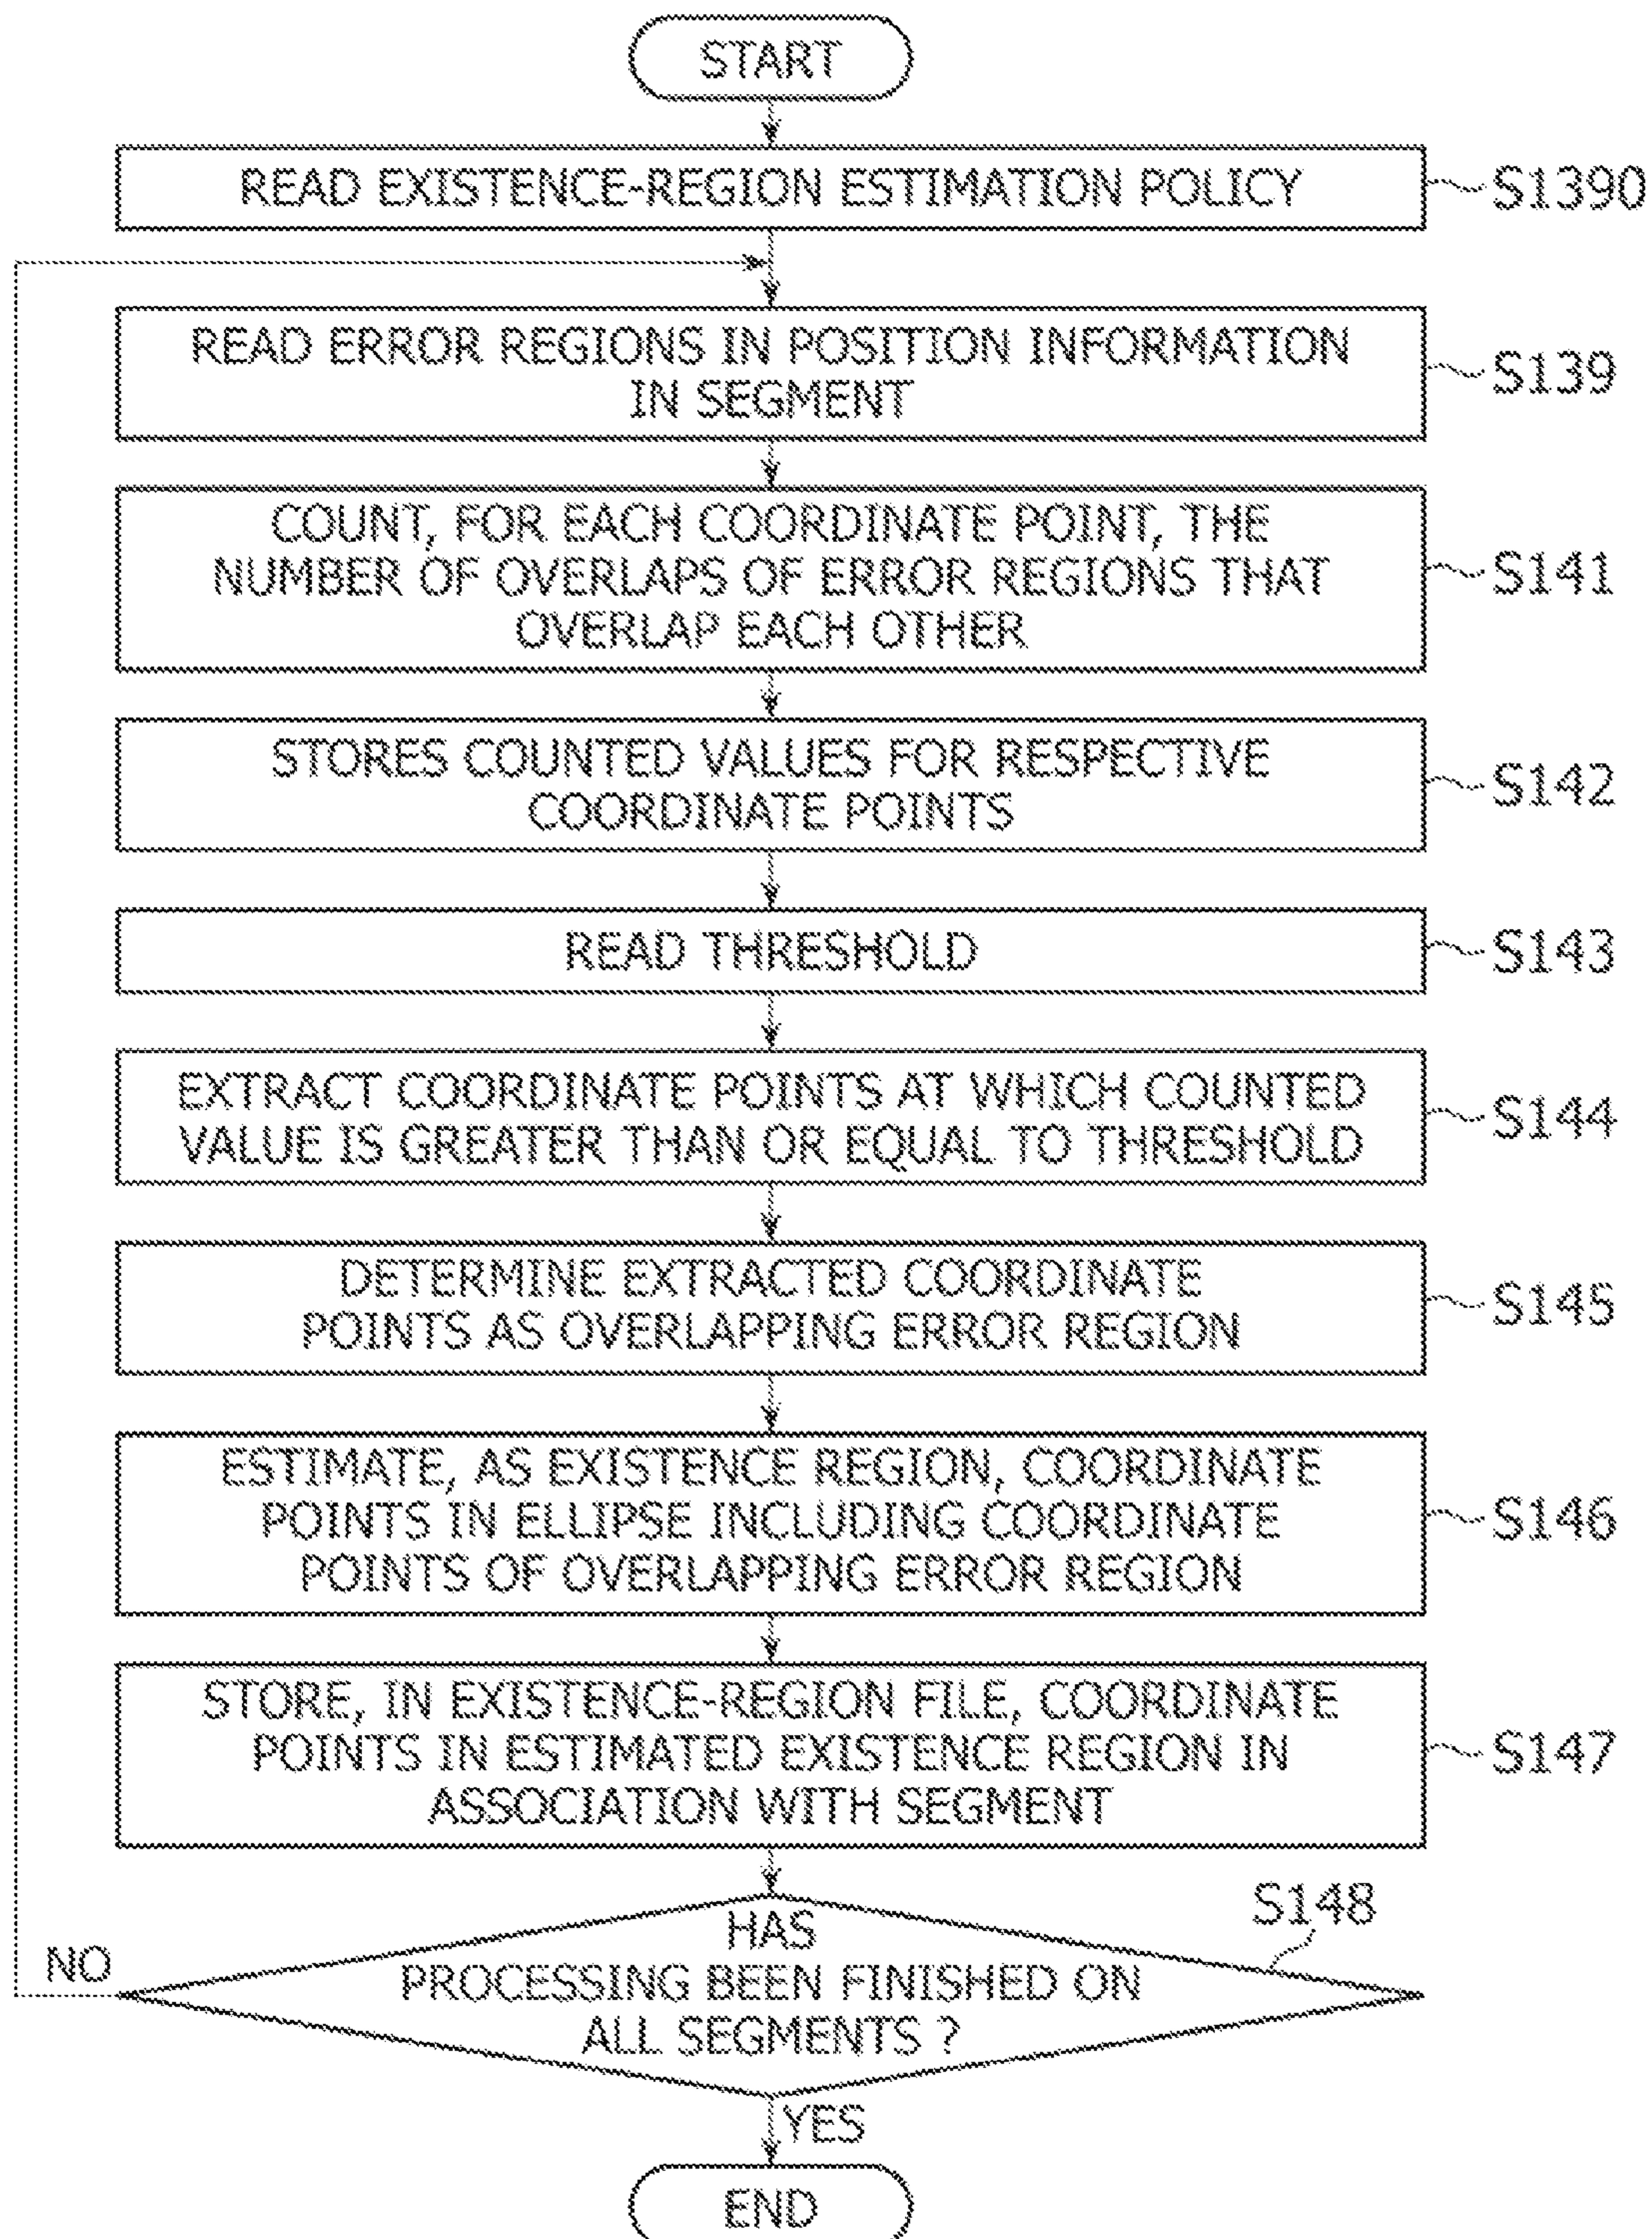 START
READ EXISTENCE-REGION ESTIMATION POLICY
S1390
READ ERROR REGIONS IN POSITION INFORMATION
IN SEGMENT
S139
COUNT, FOR EACH COORDINATE POINT, THE
NUMBER OF OVERLAPS OF ERROR REGIONS THAT
OVERLAP EACH OTHER
S141
STORES COUNTED VALUES FOR RESPECTIVE
COORDINATE POINTS
S142
READ THRESHOLD
S143
EXTRACT COORDINATE POINTS AT WHICH COUNTED
VALUE IS GREATER THAN OR EQUAL TO THRESHOLD
S144
DETERMINE EXTRACTED COORDINATE
POINTS AS OVERLAPPING ERROR REGION
S145
ESTIMATE, AS EXISTENCE REGION, COORDINATE
POINTS IN ELLIPSE INCLUDING COORDINATE
POINTS OF OVERLAPPING ERROR REGION
S146
STORE, IN EXISTENCE-REGION FILE, COORDINATE
POINTS IN ESTIMATED EXISTENCE REGION IN
ASSOCIATION WITH SEGMENT
S147
S148
HAS
PROCESSING BEEN FINISHED ON
ALL SEGMENTS ?
NO
YES
END